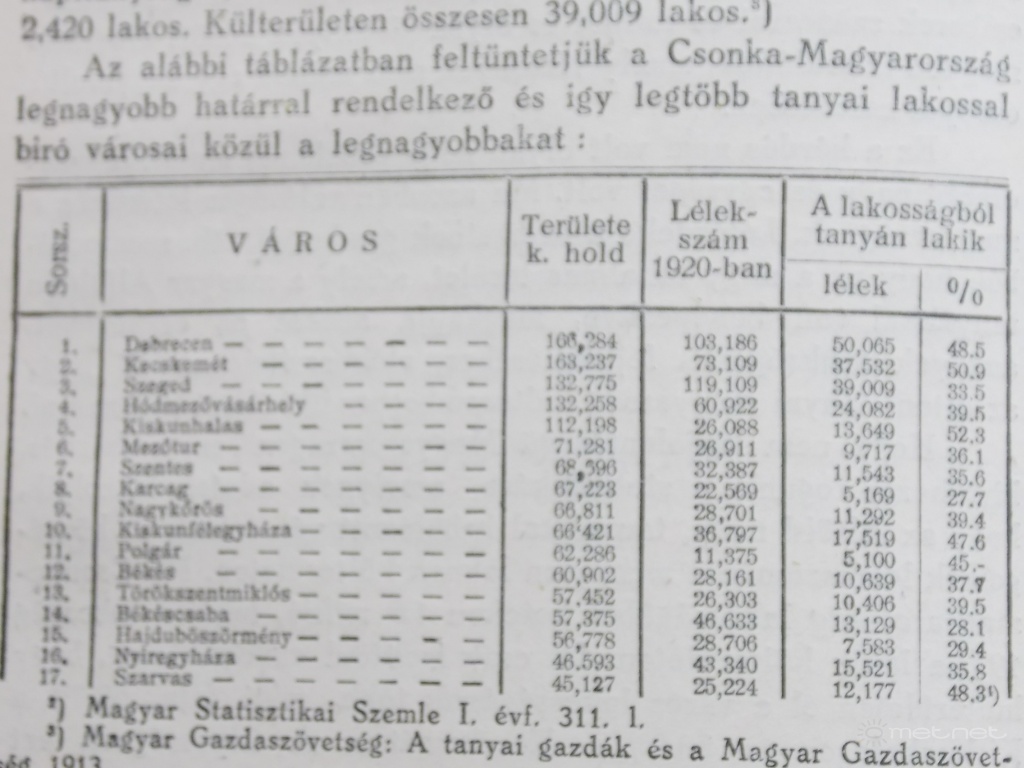 2,420 lakos. Külterületen összesen 39,009 lakos.³)
Az alábbi táblázatban feltüntetjük a Csonka-Magyarország
legnagyobb határral rendelkező és igy legtöbb tanyai lakossal
biró városai közül a legnagyobbakat :
Sorsz. VÁROS Területe k. hold Lélek-szám 1920-ban A lakosságból tanyán lakik lélek %
1. Debrecen — — — — — — — 166,284 103,186 50,065 48.5
2. Kecskemét — — — — — — 163,237 73,109 37,532 50.9
3. Szeged — — — — — — — 132,775 119,109 39,009 33.5
4. Hódmezővásárhely — — — — 132,258 60,922 24,082 39.5
5. Kiskunhalas — — — — — — 112,198 26,088 13,649 52.3
6. Mezőtur — — — — — — — 71,281 26,911 9,717 36.1
7. Szentes — — — — — — — 68,596 32,387 11,543 35.6
8. Karcag — — — — — — — 67,223 22,569 5,169 27.7
9. Nagykőrös — — — — — — 66,811 28,701 11,292 39.4
10. Kiskunfélegyháza — — — — — 66'421 36,797 17,519 47.6
11. Polgár — — — — — — — 62,286 11,375 5,100 45.-
12. Békés — — — — — — — 60,902 28,161 10,639 37.7
13. Törökszentmiklós — — — — — 57,452 26,303 10,406 39.5
14. Békéscsaba — — — — — — 57,375 46,633 13,129 28.1
15. Hajduböszörmény — — — — — 56,778 28,706 7,583 29.4
16. Nyiregyháza — — — — — — 46.593 43,340 15,521 35.8
17. Szarvas — — — — — — — 45,127 25,224 12,177 48.3¹)
²) Magyar Statisztikai Szemle I. évf. 311. l.
³) Magyar Gazdaszövetség: A tanyai gazdák és a Magyar Gazdaszövet-
ség 1913
metnet